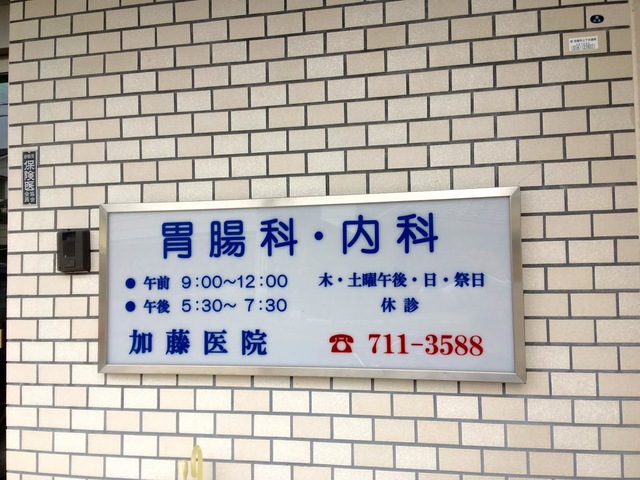 胃腸科・内科
● 午前 9:00〜12:00
● 午後 5:30〜 7:30
木・土曜午後・日・祭日
休診
加藤医院
☎ 711-3588
保険医